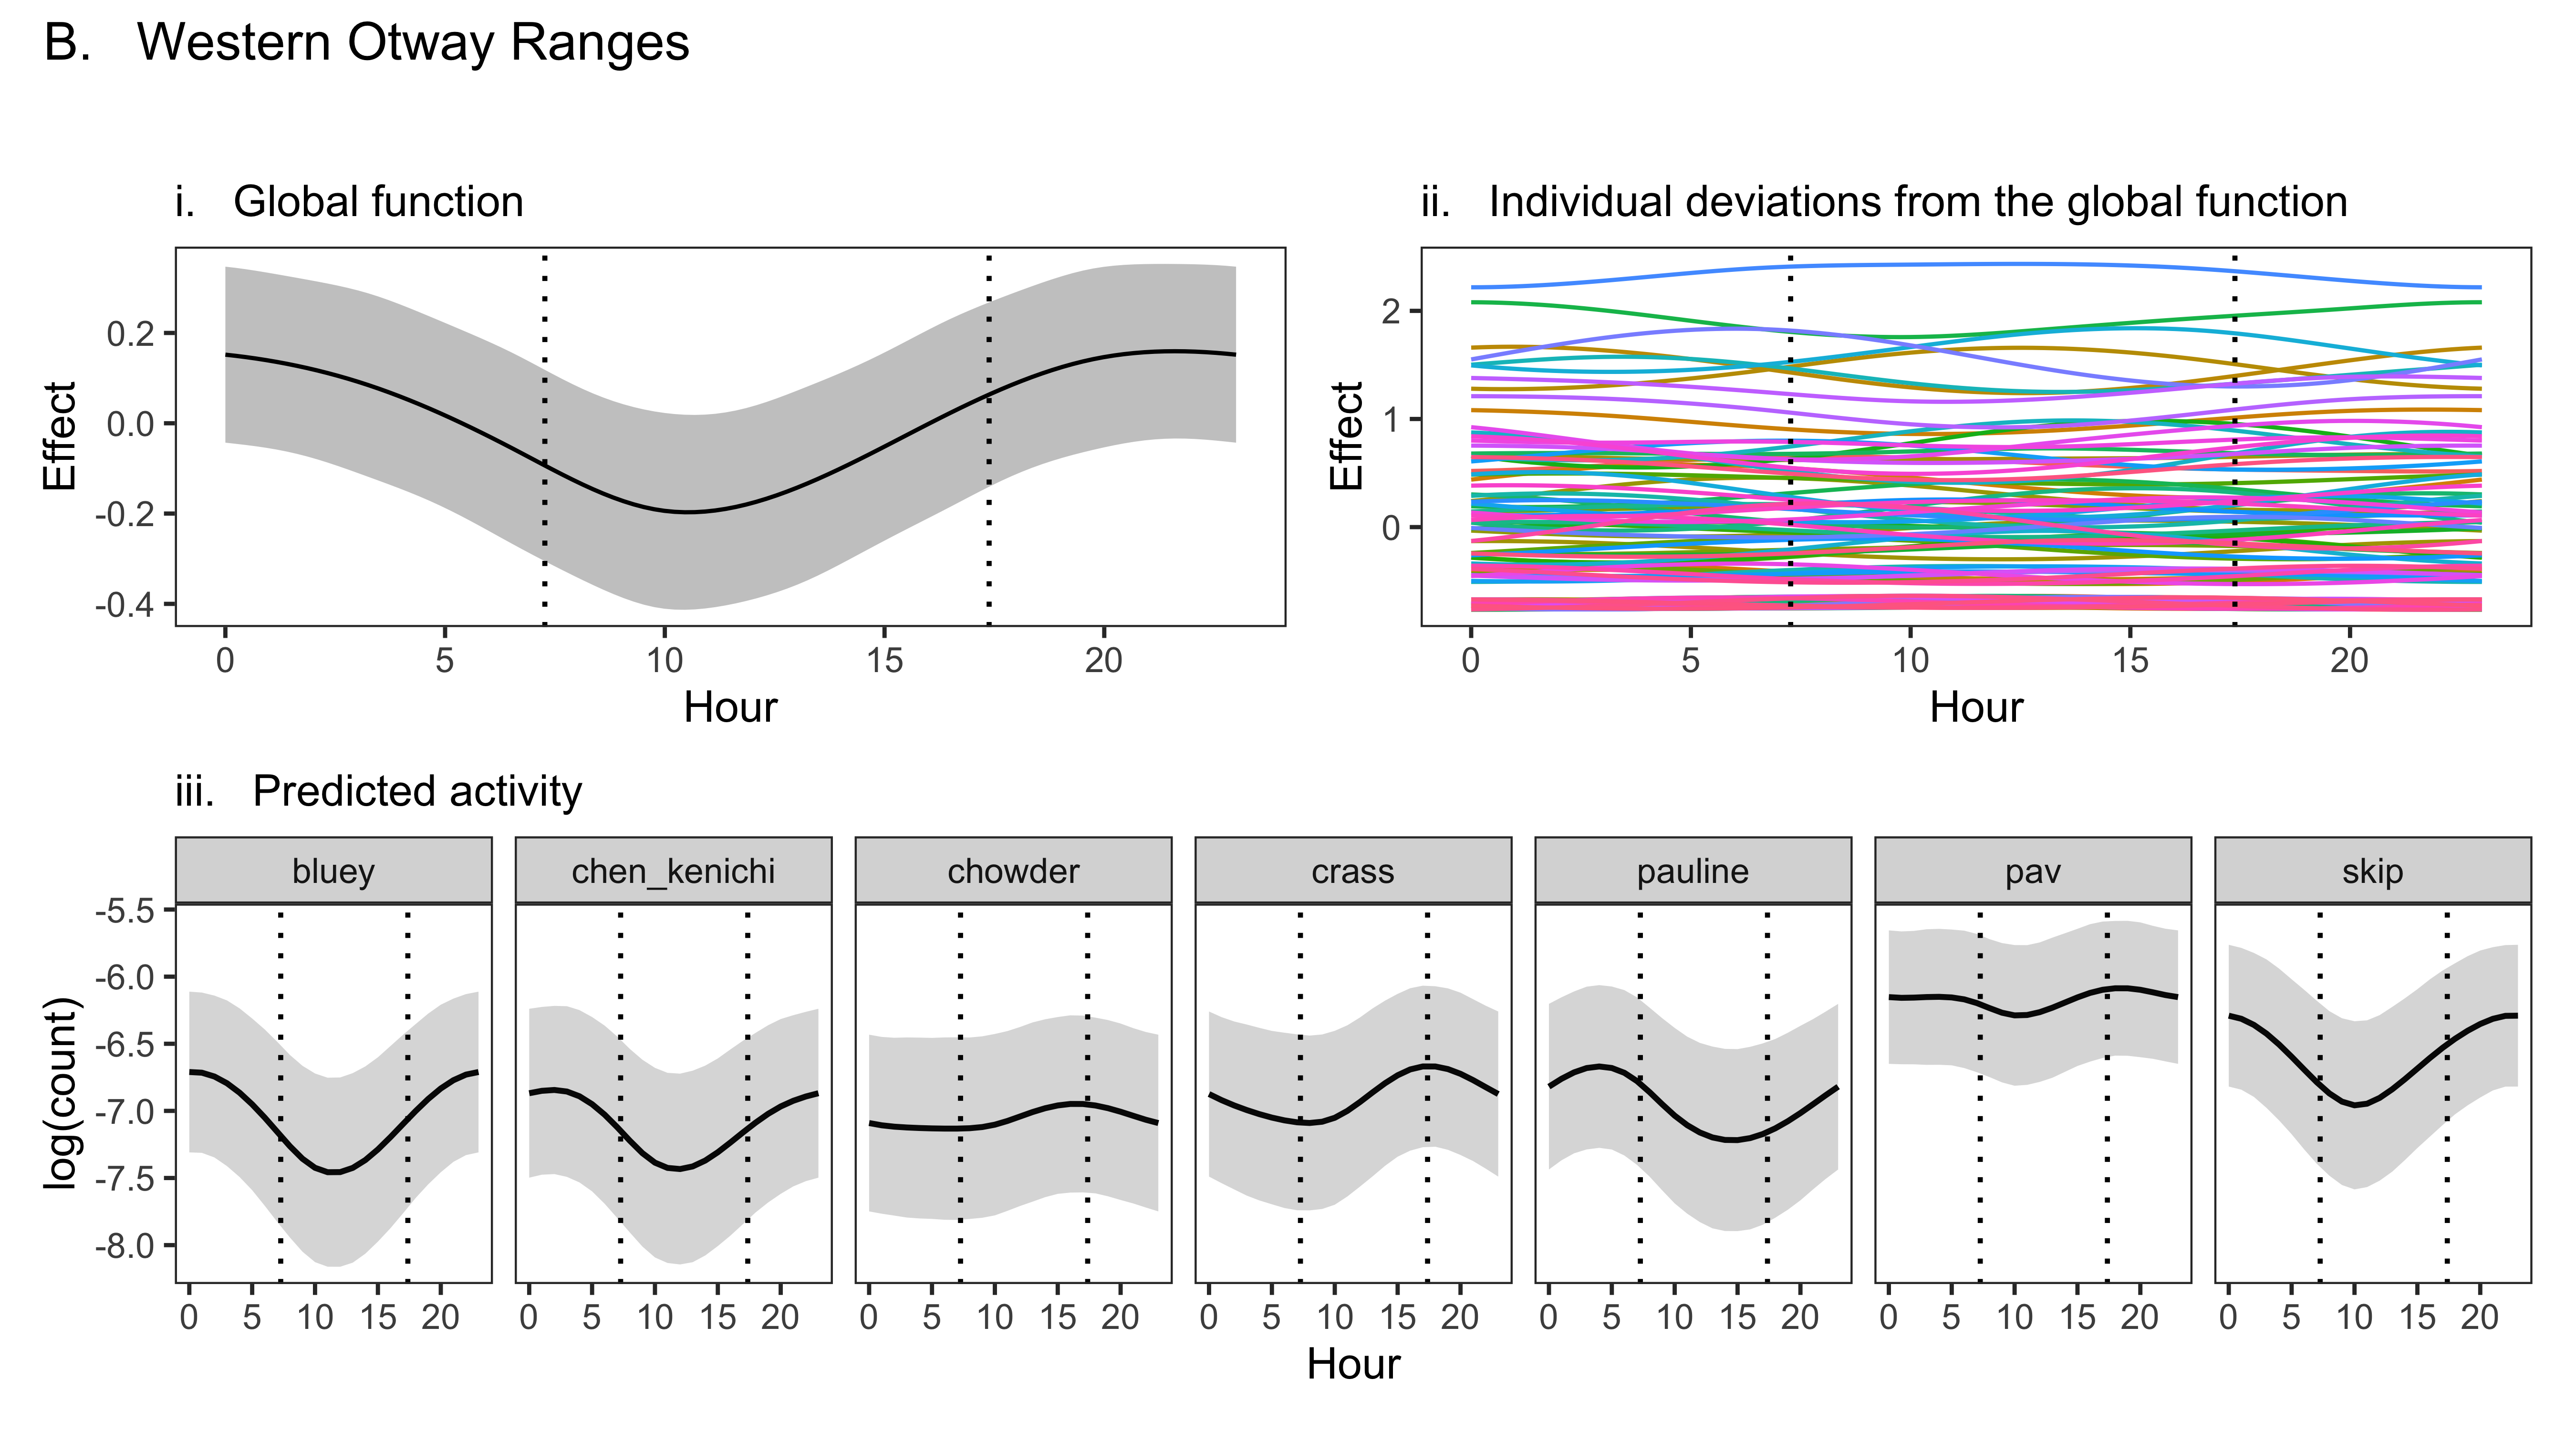 B. Western Otway Ranges
i. Global function
ii. Individual deviations from the global function
Effect
0.2
0.0
-0.2
-0.4
0 5 10 15 20
Hour
Effect
2
1
0
0 5 10 15 20
Hour
iii. Predicted activity
bluey chen_kenichi chowder crass pauline pav skip
log(count)
-5.5
-6.0
-6.5
-7.0
-7.5
-8.0
0 5 10 15 20 0 5 10 15 20 0 5 10 15 20 0 5 10 15 20 0 5 10 15 20 0 5 10 15 20 0 5 10 15 20
Hour